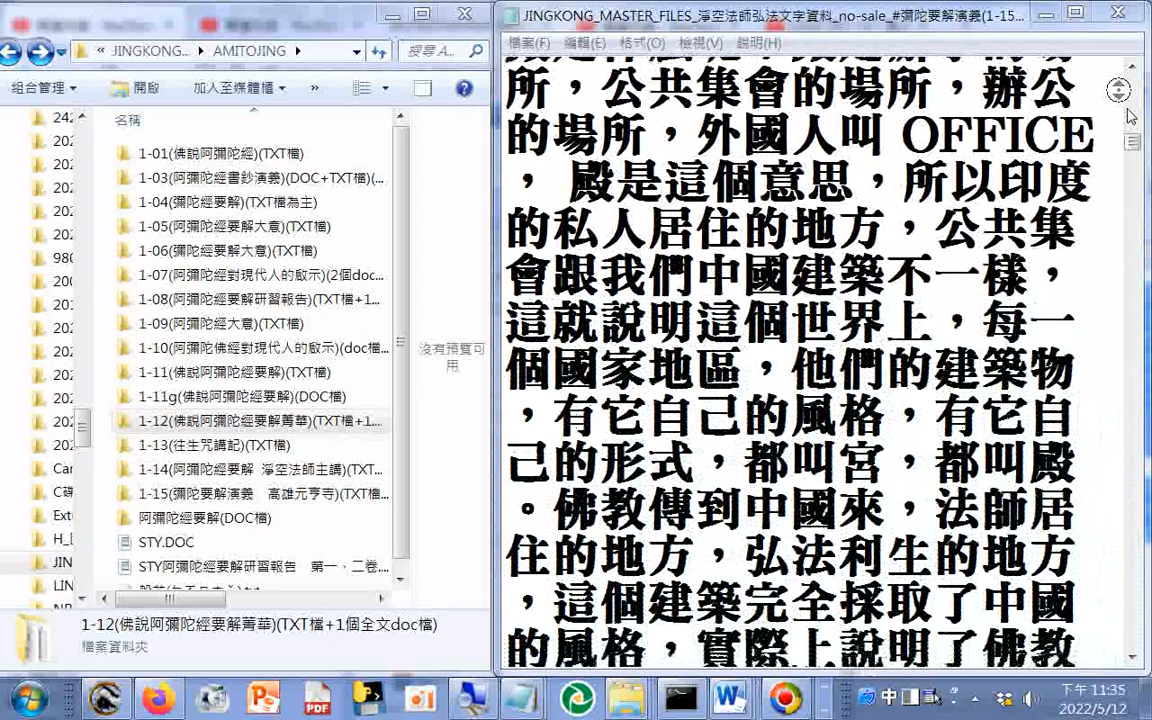 JINGKONG_MASTER_FILES_淨空法師弘法文字資料_no-sale_#彌陀要解演義(1-15...
« JINGKONG... ▸ AMITOJING ▸
搜尋 A...
檔案(F) 編輯(E) 格式(O) 檢視(V) 說明(H)
組合管理 開啟 加入至媒體櫃 »
名稱
1-01(佛說阿彌陀經)(TXT檔)
1-03(阿彌陀經書鈔演義)(DOC+TXT檔)(...
1-04(彌陀經要解)(TXT檔為主)
1-05(阿彌陀經要解大意)(TXT檔)
1-06(彌陀經要解大意)(TXT檔)
1-07(阿彌陀經對現代人的啟示)(2個doc...
1-08(阿彌陀經要解研習報告)(TXT檔+1...
1-09(阿彌陀經大意)(TXT檔)
1-10(阿彌陀佛經對現代人的啟示)(doc檔...
1-11(佛說阿彌陀經要解)(TXT檔)
1-11g(佛說阿彌陀經要解)(DOC檔)
1-12(佛說阿彌陀經要解菁華)(TXT檔+1...
1-13(往生咒講記)(TXT檔)
1-14(阿彌陀經要解 淨空法師主講)(TXT...
1-15(彌陀要解演義 高雄元亨寺)(TXT檔...
阿彌陀經要解(DOC檔)
STY.DOC
STY阿彌陀經要解研習報告 第一、二卷...
242
202
202
202
202
202
980
200
201
202
202
202
202
202
202
Can
C碟
Ext
H_
JIN
LIN
沒有預覽可
用
1-12(佛說阿彌陀經要解菁華)(TXT檔+1個全文doc檔)
檔案資料夾
所，公共集會的場所，辦公
的場所，外國人叫 OFFICE
， 殿是這個意思，所以印度
的私人居住的地方，公共集
會跟我們中國建築不一樣，
這就說明這個世界上，每一
個國家地區，他們的建築物
，有它自己的風格，有它自
己的形式，都叫宮，都叫殿
。佛教傳到中國來，法師居
住的地方，弘法利生的地方
，這個建築完全採取了中國
的風格，實際上說明了佛教
中
下午 11:35
2022/5/12